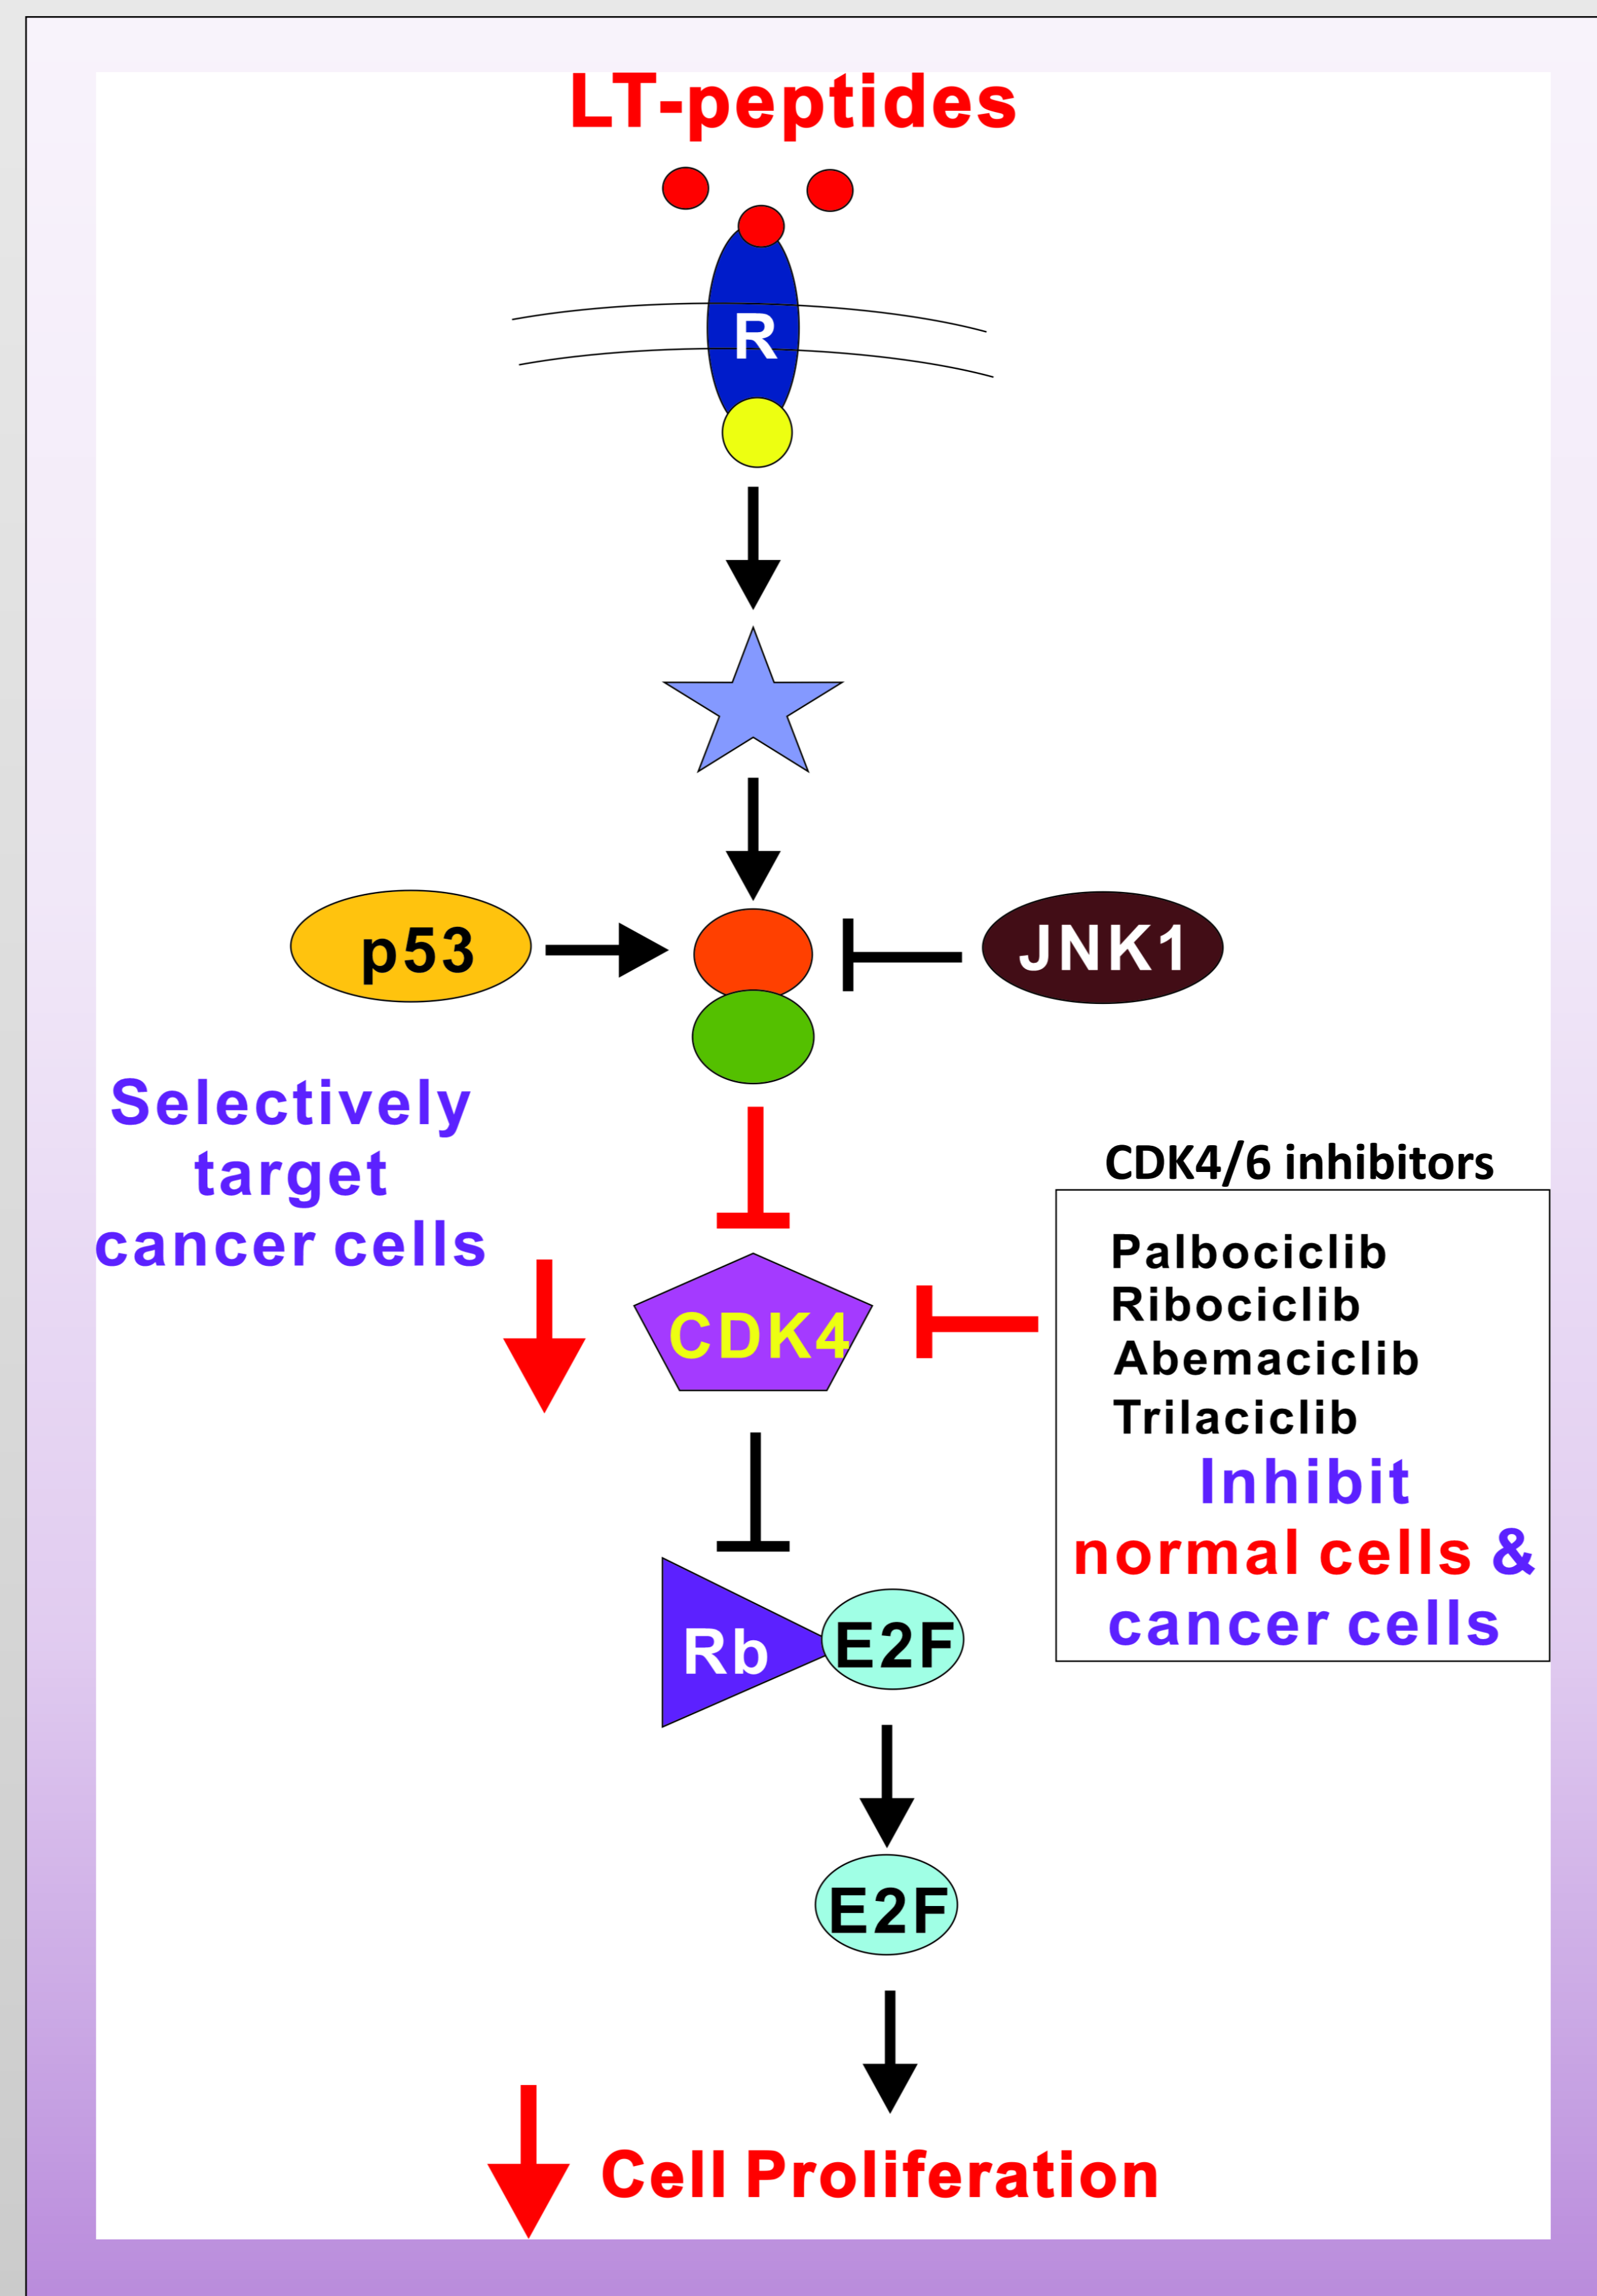 LT-peptides
R
p53
JNK1
Selectively
target
cancer cells
CDK4/6 inhibitors
Palbociclib
Ribociclib
Abemaciclib
Trilaciclib
Inhibit
normal cells &
cancer cells
CDK4
Rb
E2F
E2F
Cell Proliferation